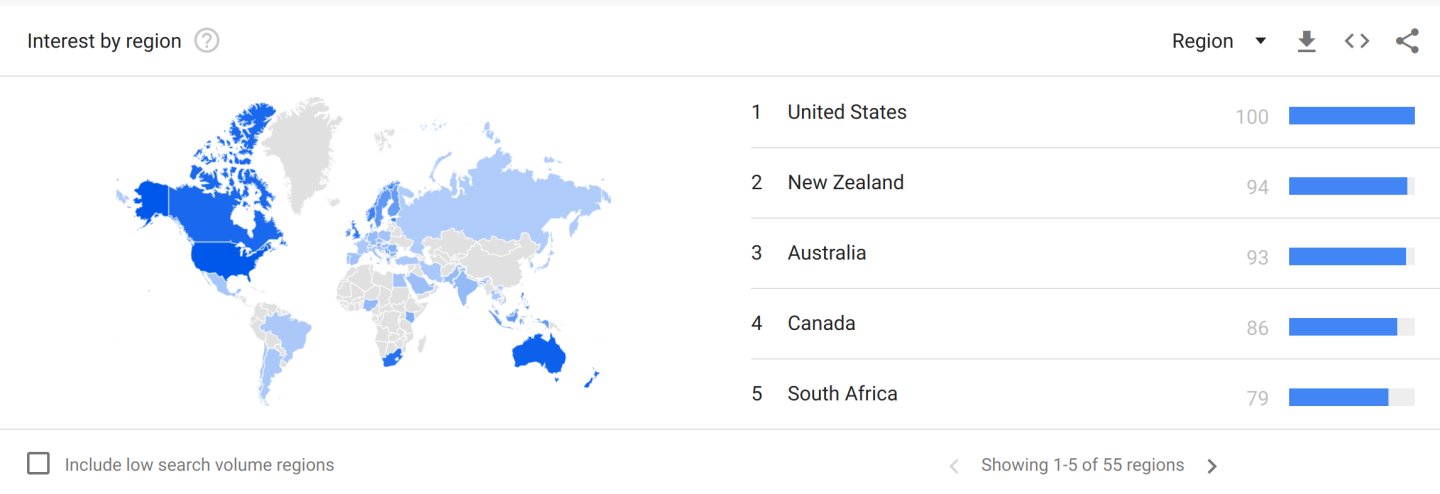 Interest by region ?
Region
1 United States 100
2 New Zealand 94
3 Australia 93
4 Canada 86
5 South Africa 79
Include low search volume regions
Showing 1-5 of 55 regions